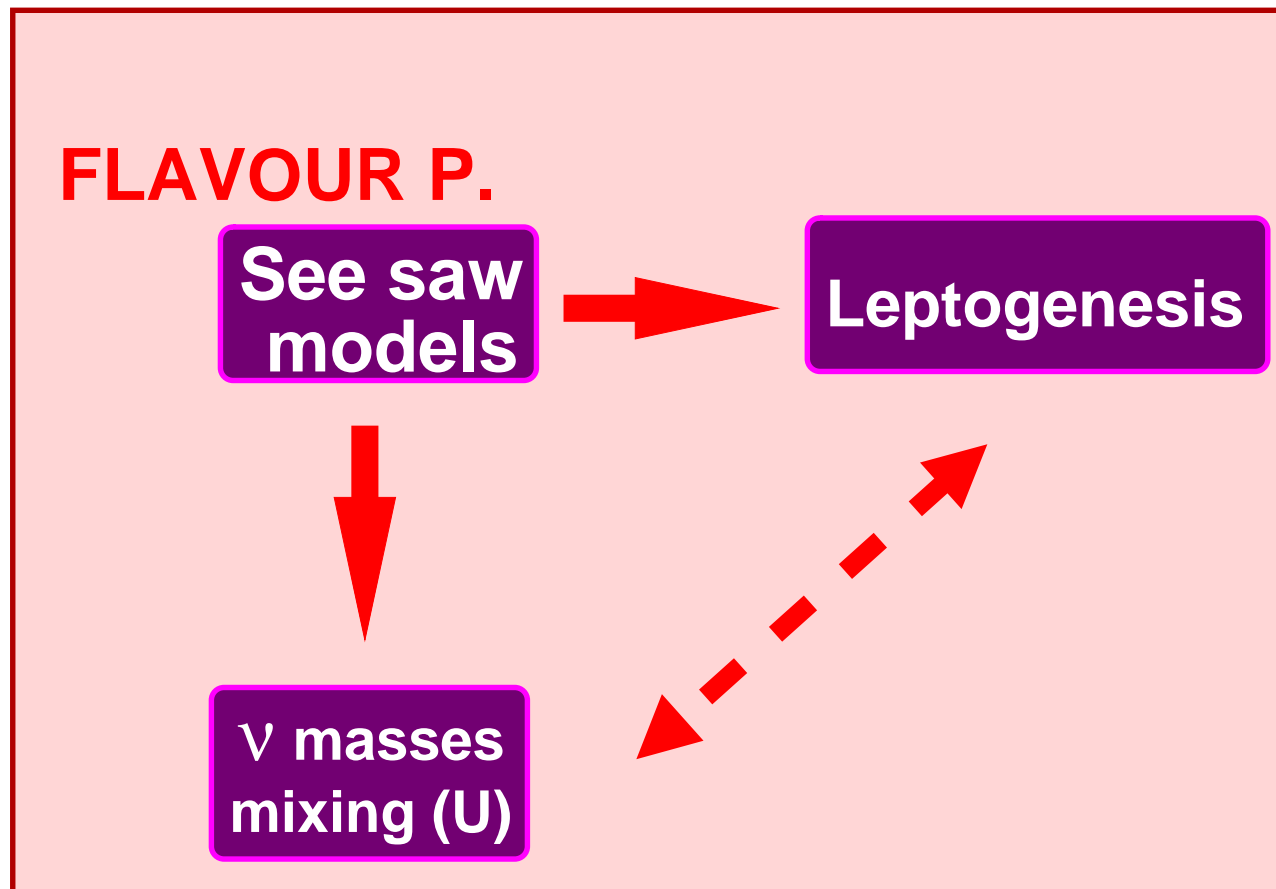 FLAVOUR P.
See saw
models
Leptogenesis
ν masses
mixing (U)